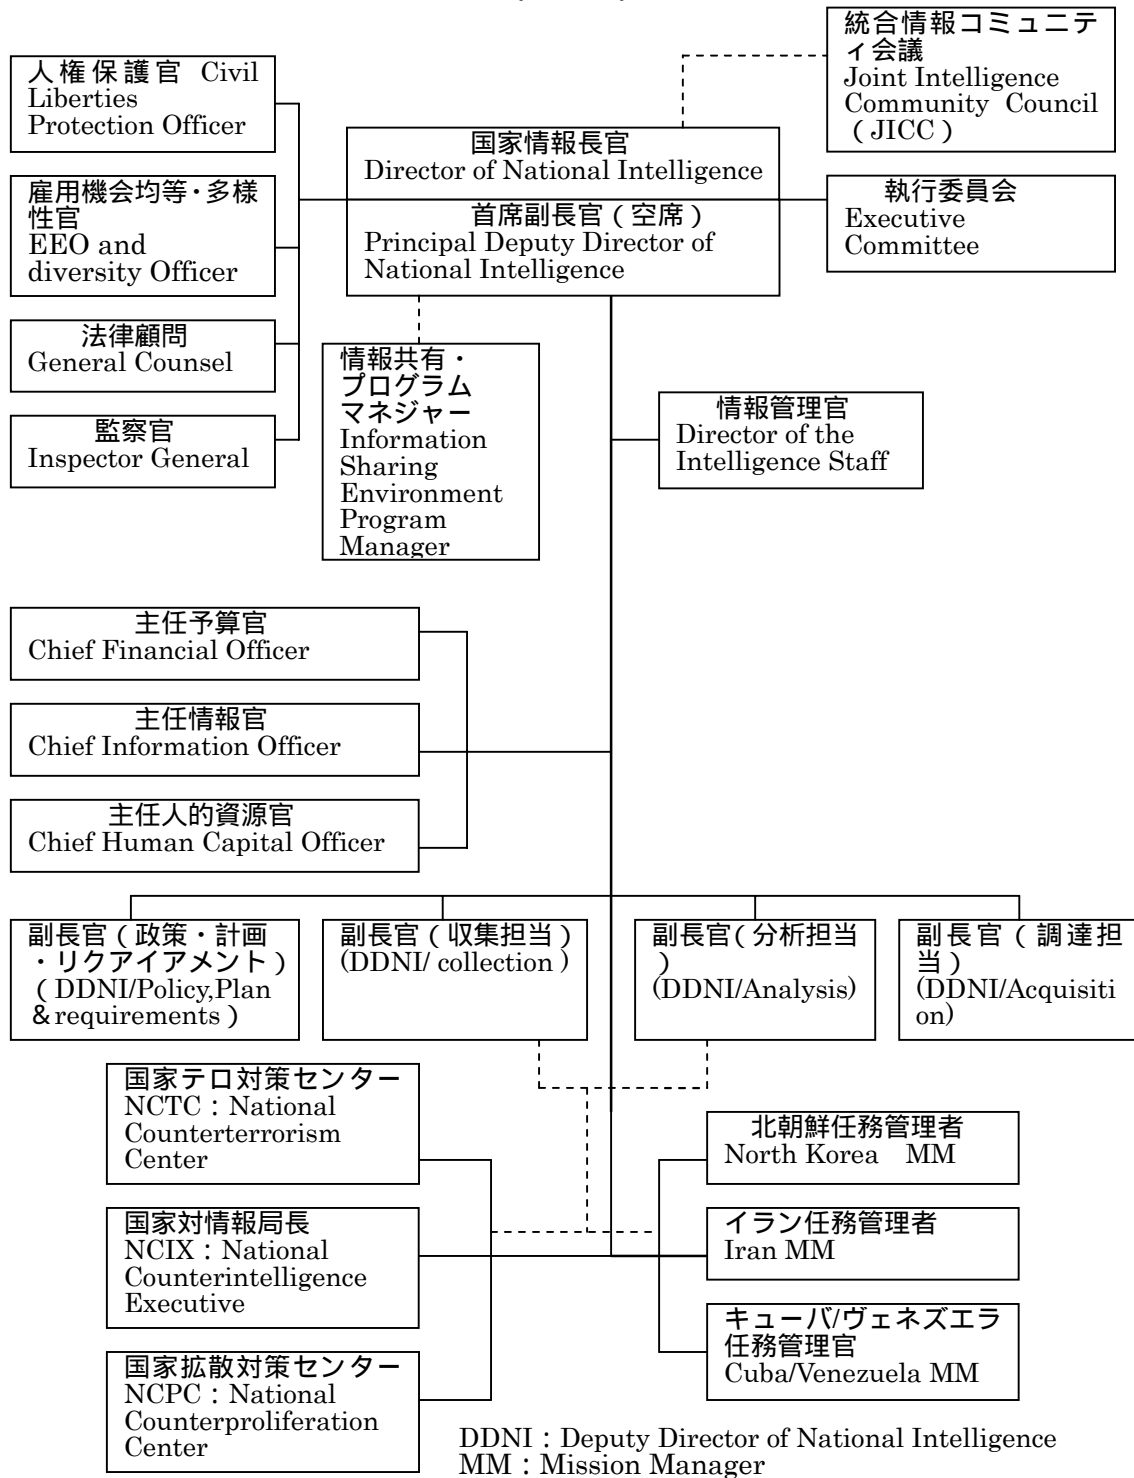 統合情報コミュニテ
ィ会議
Joint Intelligence
Community Council
（JICC）
人権保護官 Civil
Liberties
Protection Officer
国家情報長官
Director of National Intelligence
雇用機会均等・多様
性官
EEO and
diversity Officer
首席副長官（空席）
Principal Deputy Director of
National Intelligence
執行委員会
Executive
Committee
法律顧問
General Counsel
監察官
Inspector General
情報共有・
プログラム
マネジャー
Information
Sharing
Environment
Program
Manager
情報管理官
Director of the
Intelligence Staff
主任予算官
Chief Financial Officer
主任情報官
Chief Information Officer
主任人的資源官
Chief Human Capital Officer
副長官（政策・計画
・リクアイアメント）
（DDNI/Policy,Plan
＆requirements）
副長官（収集担当）
(DDNI/ collection）
副長官（分析担当
）
(DDNI/Analysis)
副長官（調達担
当）
(DDNI/Acquisiti
on)
国家テロ対策センター
NCTC：National
Counterterrorism
Center
北朝鮮任務管理者
North Korea　MM
国家対情報局長
NCIX：National
Counterintelligence
Executive
イラン任務管理者
Iran MM
キューバ/ヴェネズエラ
任務管理官
Cuba/Venezuela MM
国家拡散対策センター
NCPC：National
Counterproliferation
Center
DDNI：Deputy Director of National Intelligence
MM：Mission Manager